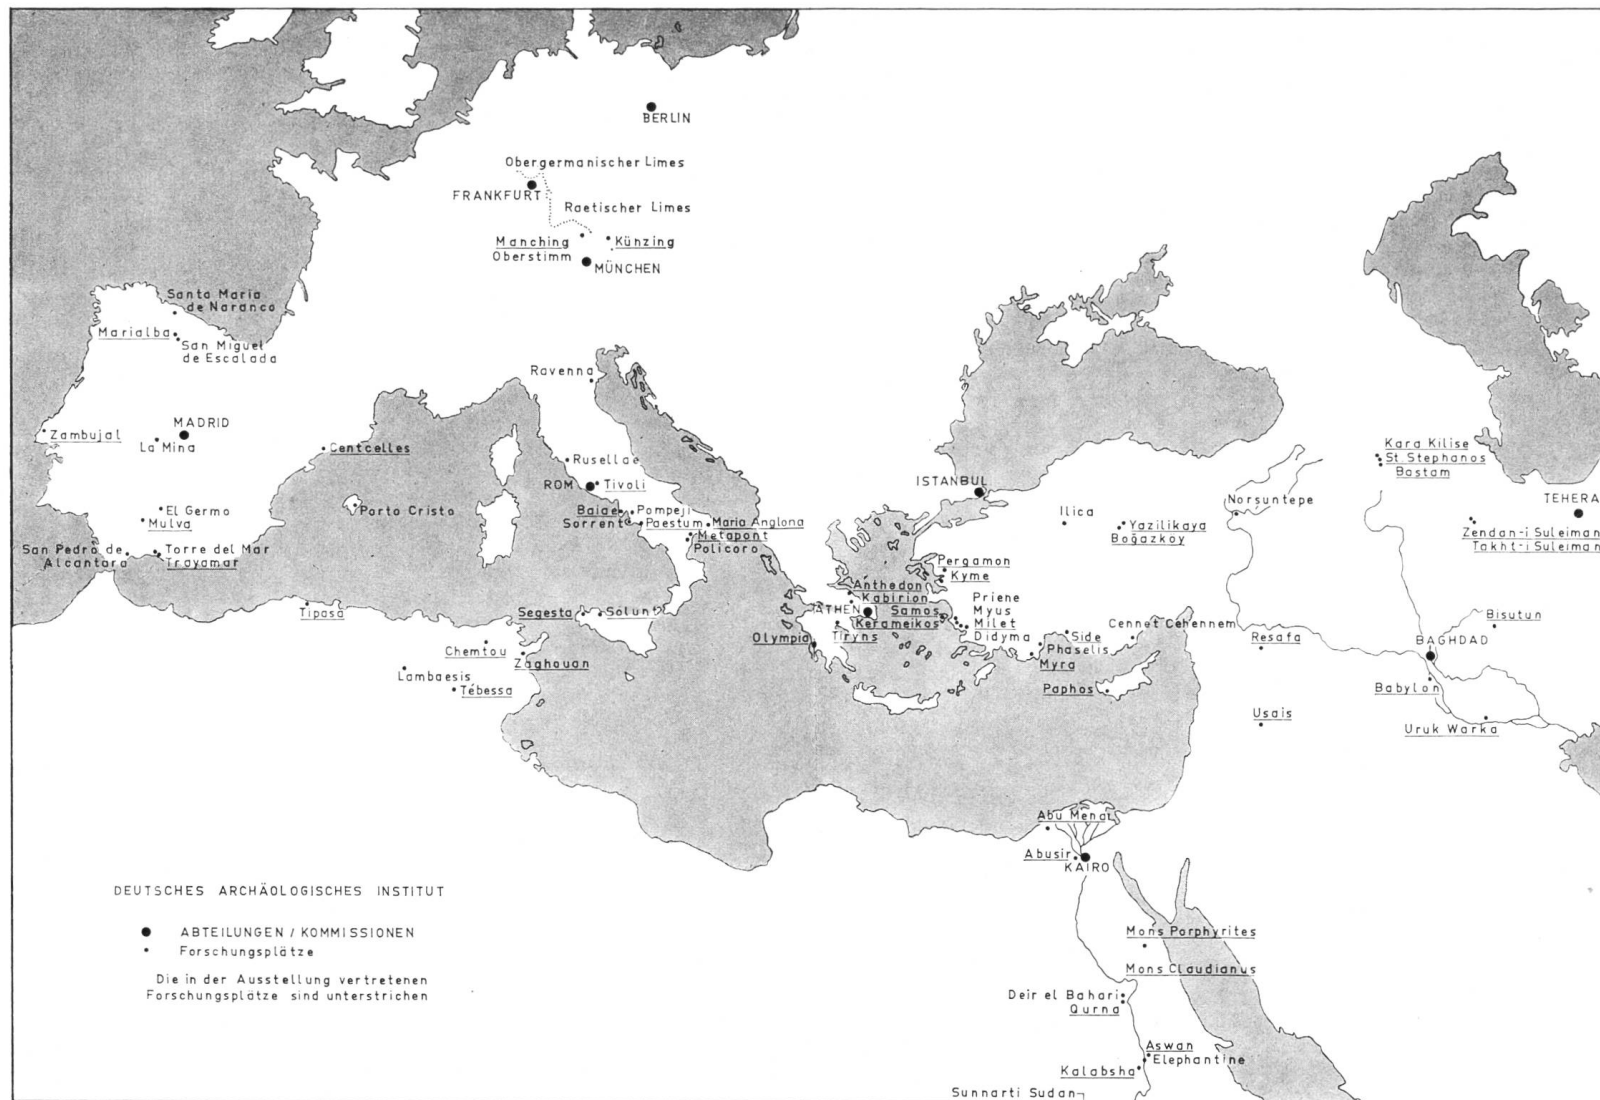 BERLIN
Obergermanischer Limes
FRANKFURT
Raetischer Limes
Manching
Oberstimm
Künzing
MÜNCHEN
Santa Maria
de Naranco
Marialba
San Miguel
de Escalada
Ravenna
MADRID
Zambujal
La Mina
Centcelles
Rusellae
ROM
Tivoli
Porto Cristo
El Germo
Mulva
Baiae
Pompeji
Sorrent
Paestum
Maria Anglona
Metapont
Policoro
San Pedro de
Alcantara
Torre del Mar
Trayamar
Tipasa
Segesta
Solunt
Chemtou
Zaghouan
Lambaesis
Tébessa
ISTANBUL
Ilica
Yazilikaya
Boğazköy
Norşuntepe
Kara Kilise
St Stephanos
Bastam
TEHERA
Zendan-i Suleiman
Takht-i Suleiman
Pergamon
Kyme
Anthedon
Kabirion
ATHEN
Samos
Kerameikos
Tiryns
Olympia
Priene
Myus
Milet
Didyma
Side
Phaselis
Myra
Cennet Cehennem
Paphos
Resafa
Bisutun
BAGHDAD
Babylon
Usais
Uruk Warka
Abu Mena
Abusir
KAIRO
Mons Porphyrites
Mons Claudianus
Deir el Bahari
Qurna
Aswan
Elephantine
Kalabsha
Sunnarti Sudan
DEUTSCHES ARCHÄOLOGISCHES INSTITUT
ABTEILUNGEN / KOMMISSIONEN
Forschungsplätze
Die in der Ausstellung vertretenen
Forschungsplätze sind unterstrichen